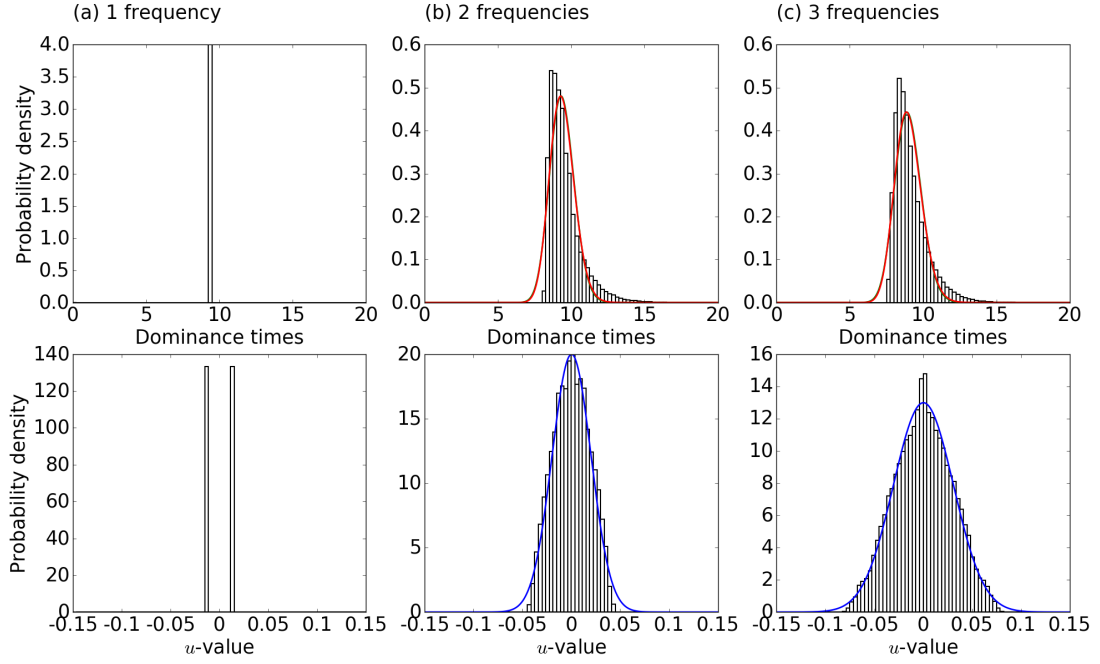 (a) 1 frequency
(b) 2 frequencies
(c) 3 frequencies
Probability density
4.0
3.5
3.0
2.5
2.0
1.5
1.0
0.5
0.0
0 5 10 15 20
Dominance times
0.6
0.5
0.4
0.3
0.2
0.1
0.0
0 5 10 15 20
Dominance times
0.6
0.5
0.4
0.3
0.2
0.1
0.0
0 5 10 15 20
Dominance times
Probability density
140
120
100
80
60
40
20
0
-0.15 -0.1 -0.05 0 0.05 0.1 0.15
u-value
20
15
10
5
0
-0.15 -0.1 -0.05 0 0.05 0.1 0.15
u-value
16
14
12
10
8
6
4
2
0
-0.15 -0.1 -0.05 0 0.05 0.1 0.15
u-value